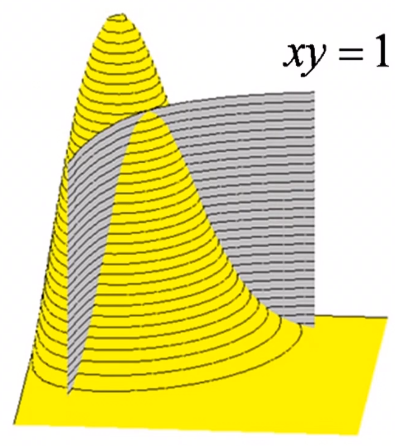 xy = 1